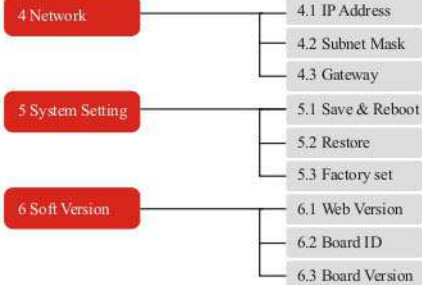 4 Network
4.1 IP Address
4.2 Subnet Mask
4.3 Gateway
5 System Setting
5.1 Save & Reboot
5.2 Restore
5.3 Factory set
6 Soft Version
6.1 Web Version
6.2 Board ID
6.3 Board Version